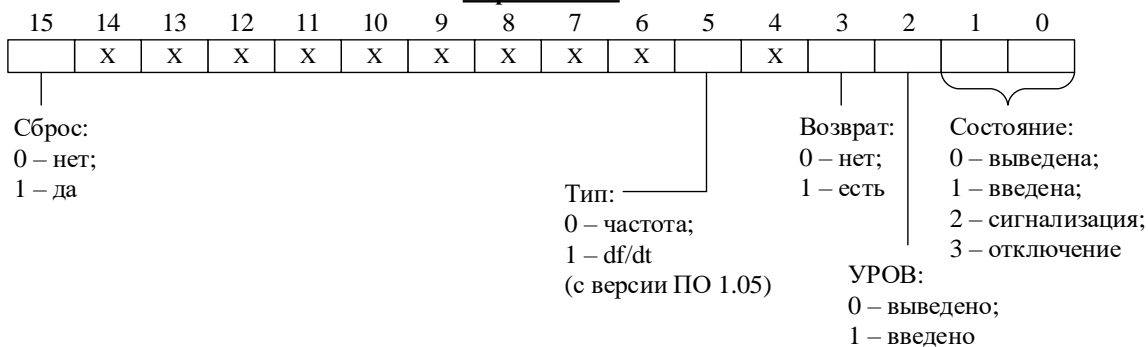 15 14 13 12 11 10 9 8 7 6 5 4 3 2 1 0
X X X X X X X X X X
Сброс:
0 – нет;
1 – да
Тип:
0 – частота;
1 – df/dt
(с версии ПО 1.05)
Возврат:
0 – нет;
1 – есть
УРОВ:
0 – выведено;
1 – введено
Состояние:
0 – выведена;
1 – введена;
2 – сигнализация;
3 – отключение